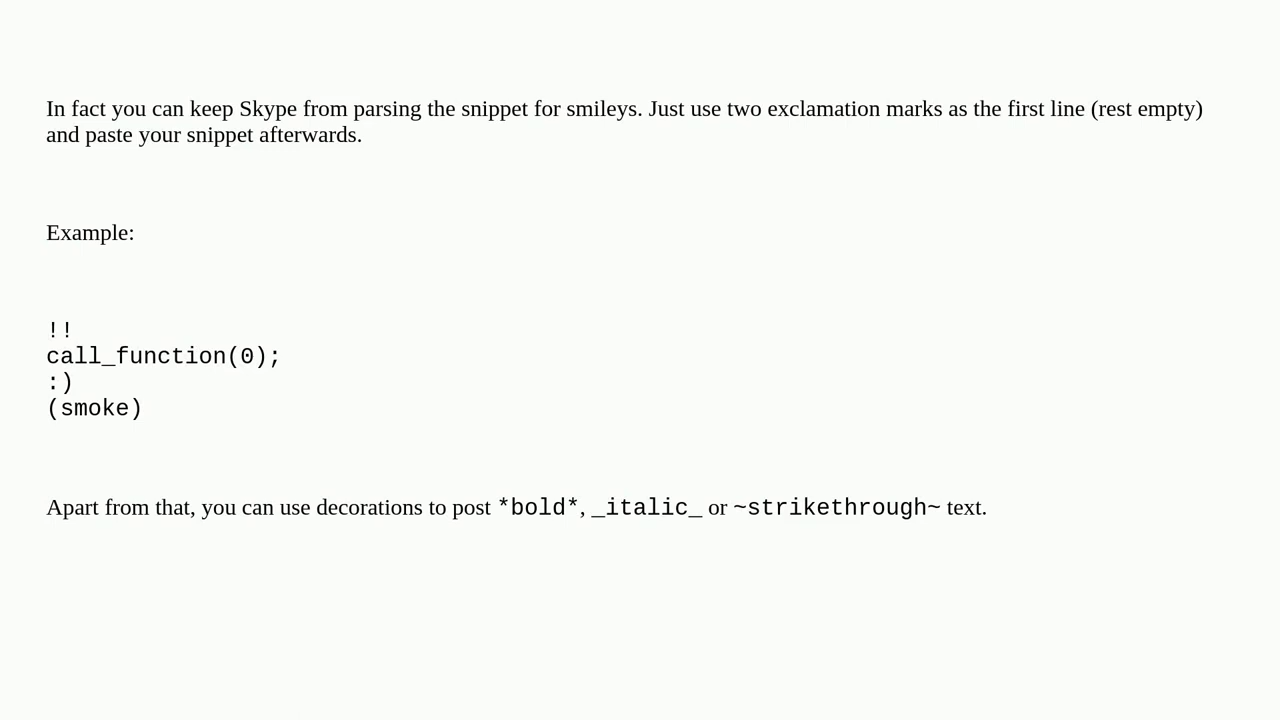 In fact you can keep Skype from parsing the snippet for smileys. Just use two exclamation marks as the first line (rest empty)
and paste your snippet afterwards.
Example:
!!
call_function(0);
:)
(smoke)
Apart from that, you can use decorations to post *bold*, _italic_ or ~strikethrough~ text.